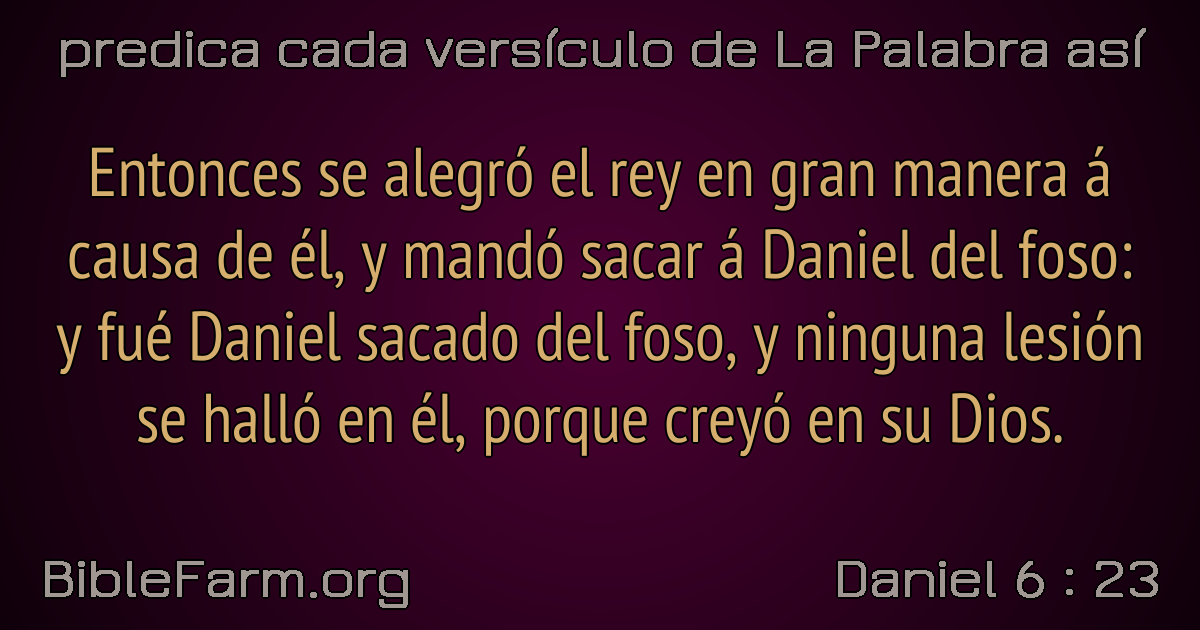 predica cada versículo de La Palabra así
Entonces se alegró el rey en gran manera á
causa de él, y mandó sacar á Daniel del foso:
y fué Daniel sacado del foso, y ninguna lesión
se halló en él, porque creyó en su Dios.
BibleFarm.org
Daniel 6 : 23